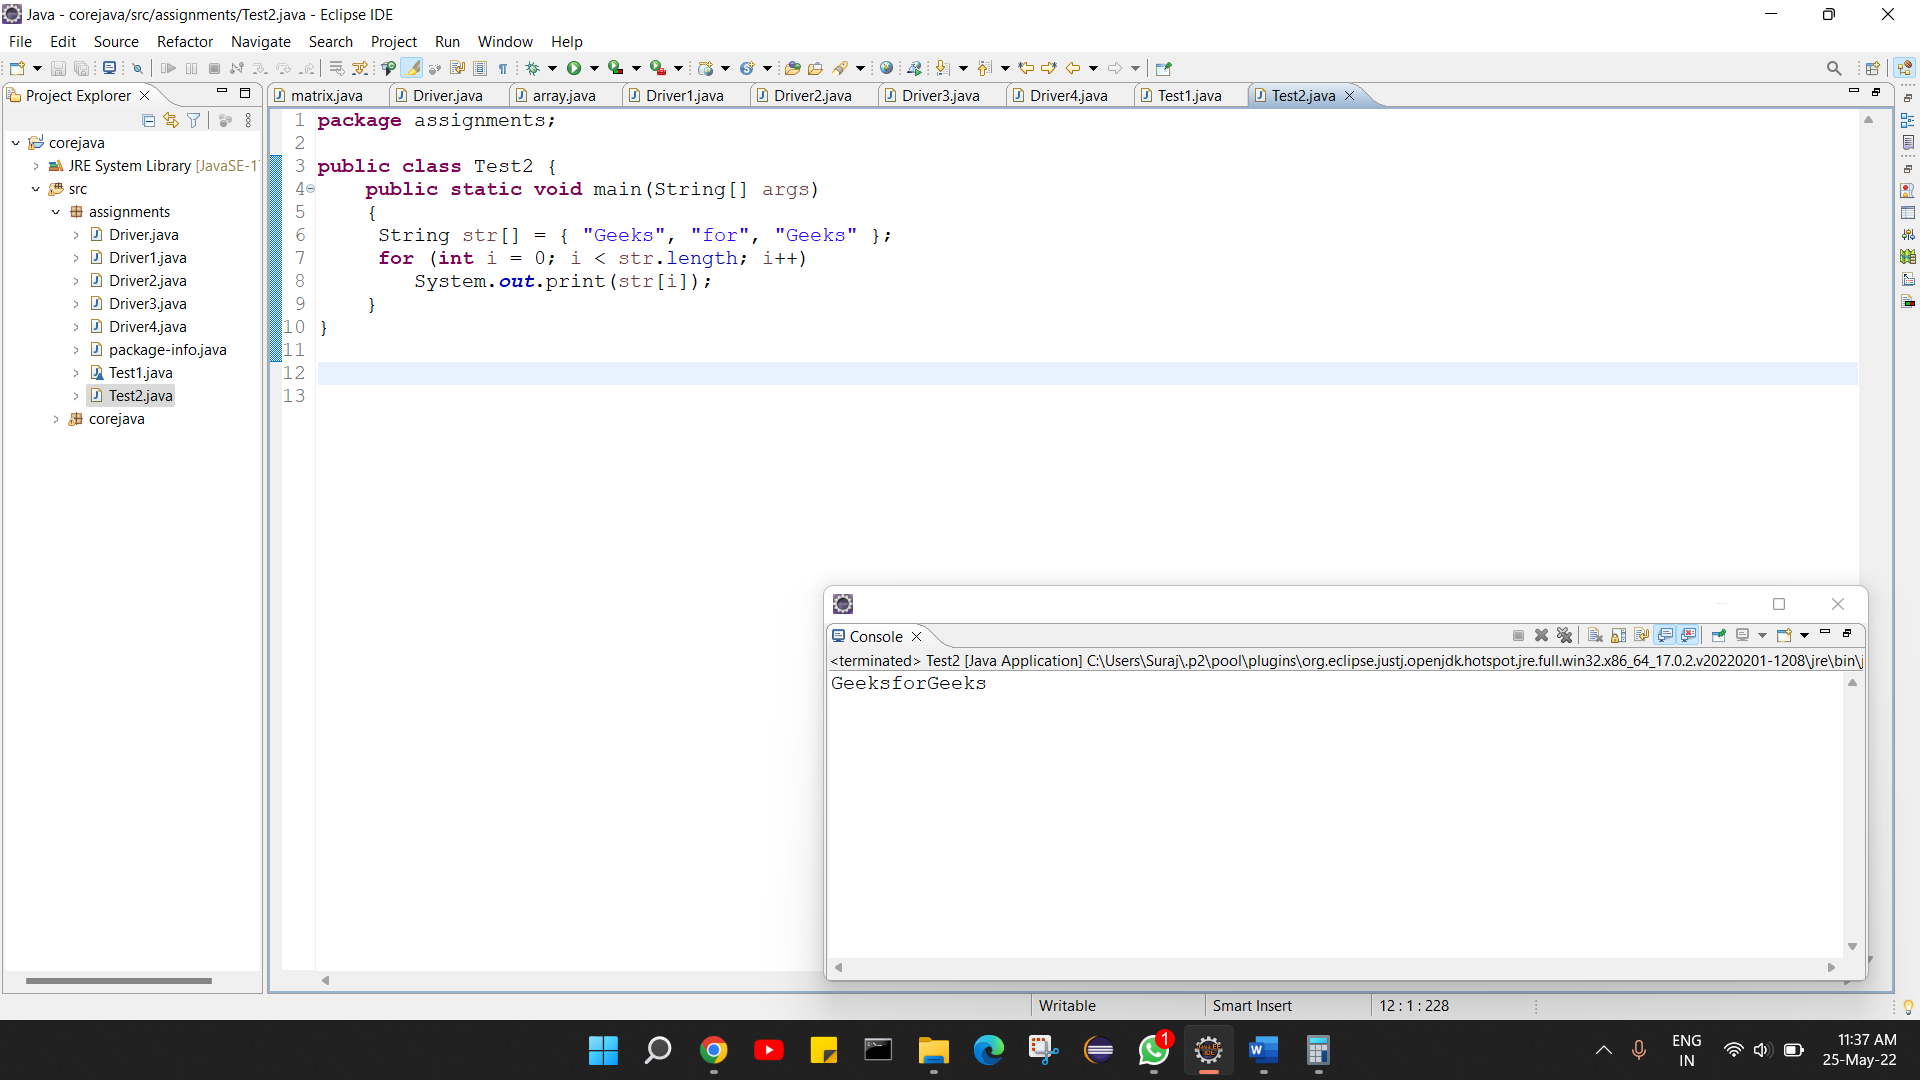 Java - corejava/src/assignments/Test2.java - Eclipse IDE
File Edit Source Refactor Navigate Search Project Run Window Help
Project Explorer
matrix.java Driver.java array.java Driver1.java Driver2.java Driver3.java Driver4.java Test1.java Test2.java
corejava
JRE System Library [JavaSE-1
src
assignments
Driver.java
Driver1.java
Driver2.java
Driver3.java
Driver4.java
package-info.java
Test1.java
Test2.java
corejava
1 package assignments;
2
3 public class Test2 {
4 public static void main(String[] args)
5 {
6 String str[] = { "Geeks", "for", "Geeks" };
7 for (int i = 0; i < str.length; i++)
8 System.out.print(str[i]);
9 }
10 }
11
12
13
Console
<terminated> Test2 [Java Application] C:\Users\Suraj\.p2\pool\plugins\org.eclipse.justj.openjdk.hotspot.jre.full.win32.x86_64_17.0.2.v20220201-1208\jre\bin\j
GeeksforGeeks
Writable Smart Insert 12 : 1 : 228
1
ENG
IN
11:37 AM
25-May-22